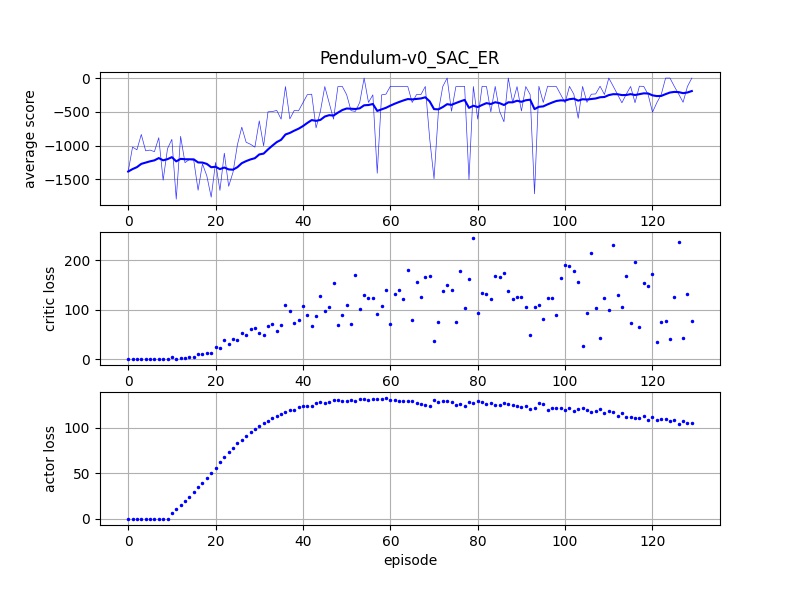 Pendulum-v0_SAC_ER
average score
0
−500
−1000
−1500
0 20 40 60 80 100 120
critic loss
200
100
0
0 20 40 60 80 100 120
actor loss
100
50
0
0 20 40 60 80 100 120
episode